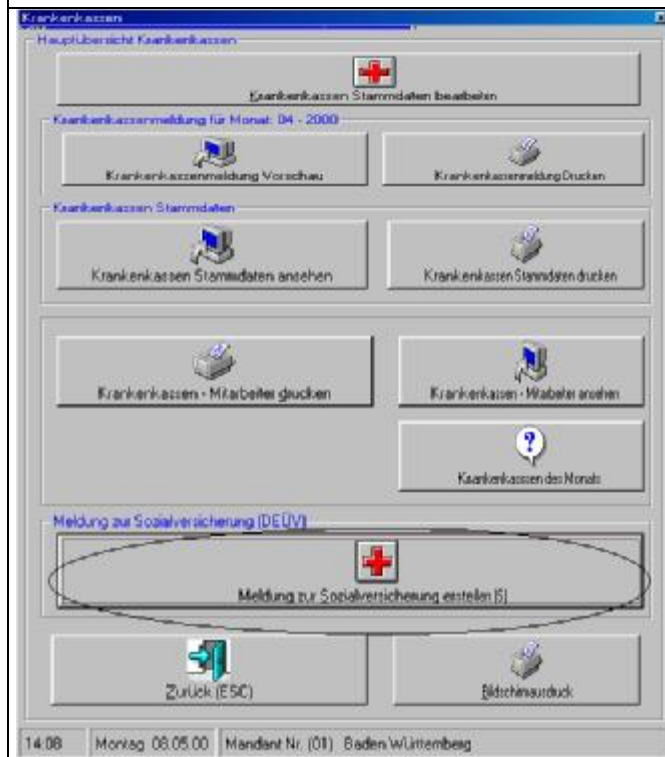 Krankenkassen
Hauptübersicht Krankenkassen
Krankenkassen Stammdaten bearbeiten
Krankenkassenmeldung für Monat: 04 - 2000
Krankenkassenmeldung Vorschau
Krankenkassenmeldung Drucken
Krankenkassen Stammdaten
Krankenkassen Stammdaten ansehen
Krankenkassen Stammdaten drucken
Krankenkassen - Mitarbeiter drucken
Krankenkassen - Mitarbeiter ansehen
?
Krankenkassen des Monats
Meldung zur Sozialversicherung (DEÜV)
Meldung zur Sozialversicherung erstellen (S)
Zurück (ESC)
Bildschirmausdruck
14:08 Montag 08.05.00 Mandant Nr. (01) Baden Württemberg